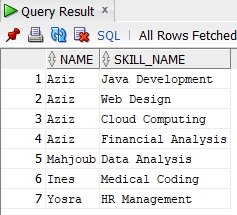 Query Result x
SQL | All Rows Fetched
NAME SKILL_NAME
1 Aziz Java Development
2 Aziz Web Design
3 Aziz Cloud Computing
4 Aziz Financial Analysis
5 Mahjoub Data Analysis
6 Ines Medical Coding
7 Yosra HR Management